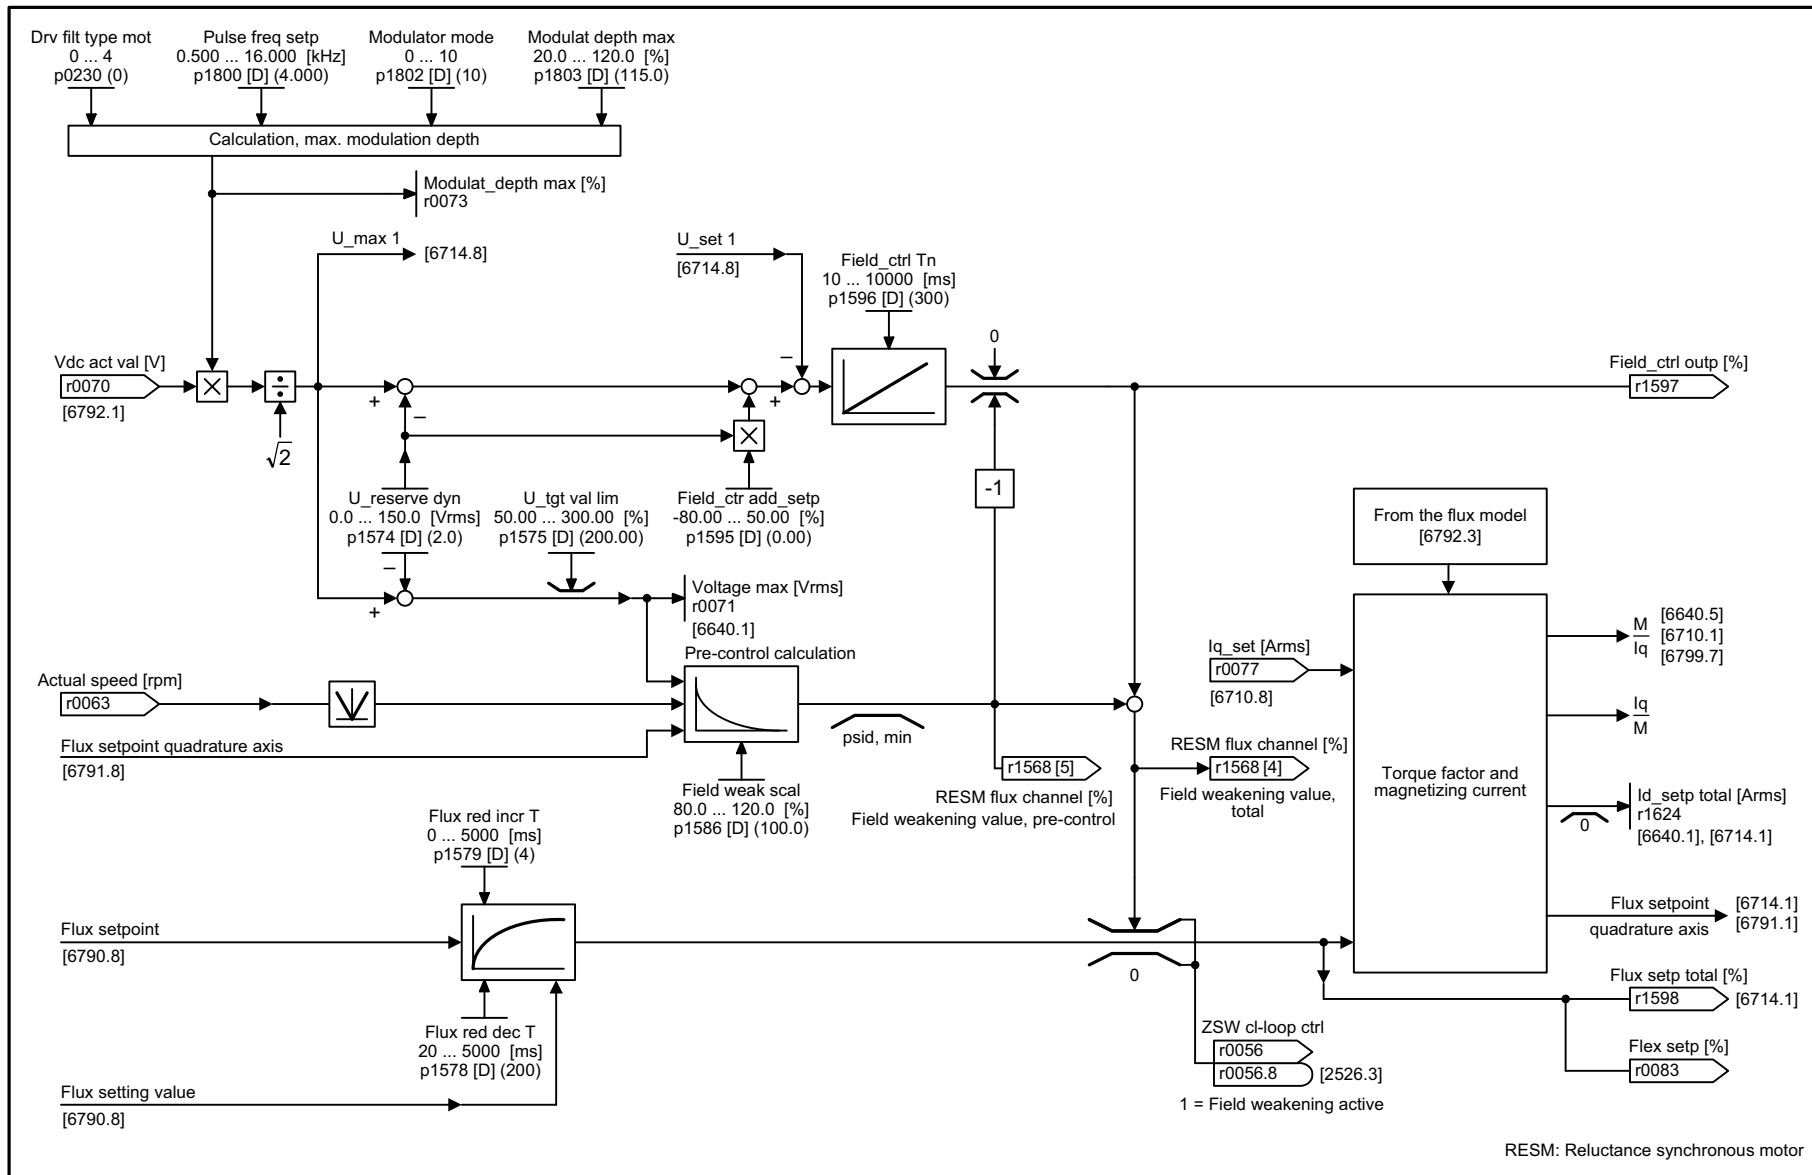 Drv filt type mot
0 ... 4
p0230 (0)
Pulse freq setp
0.500 ... 16.000 [kHz]
p1800 [D] (4.000)
Modulator mode
0 ... 10
p1802 [D] (10)
Modulat depth max
20.0 ... 120.0 [%]
p1803 [D] (115.0)
Calculation, max. modulation depth
Modulat_depth max [%]
r0073
U_max 1
[6714.8]
U_set 1
[6714.8]
Field_ctrl Tn
10 ... 10000 [ms]
p1596 [D] (300)
Vdc act val [V]
r0070
[6792.1]
×
÷
√2
+
–
+
–
×
0
-1
Field_ctrl outp [%]
r1597
U_reserve dyn
0.0 ... 150.0 [Vrms]
p1574 [D] (2.0)
U_tgt val lim
50.00 ... 300.00 [%]
p1575 [D] (200.00)
Field_ctr add_setp
-80.00 ... 50.00 [%]
p1595 [D] (0.00)
–
+
Voltage max [Vrms]
r0071
[6640.1]
From the flux model
[6792.3]
Pre-control calculation
Actual speed [rpm]
r0063
Flux setpoint quadrature axis
[6791.8]
psid, min
Iq_set [Arms]
r0077
[6710.8]
M
Iq
[6640.5]
[6710.1]
[6799.7]
Iq
M
r1568 [5]
RESM flux channel [%]
Field weakening value, pre-control
RESM flux channel [%]
r1568 [4]
Field weakening value,
total
Torque factor and
magnetizing current
0
Id_setp total [Arms]
r1624
[6640.1], [6714.1]
Field weak scal
80.0 ... 120.0 [%]
p1586 [D] (100.0)
Flux red incr T
0 ... 5000 [ms]
p1579 [D] (4)
Flux setpoint
[6790.8]
0
Flux setpoint
quadrature axis
[6714.1]
[6791.1]
Flux setp total [%]
r1598
[6714.1]
Flux red dec T
20 ... 5000 [ms]
p1578 [D] (200)
ZSW cl-loop ctrl
r0056
r0056.8
[2526.3]
1 = Field weakening active
Flex setp [%]
r0083
Flux setting value
[6790.8]
RESM: Reluctance synchronous motor